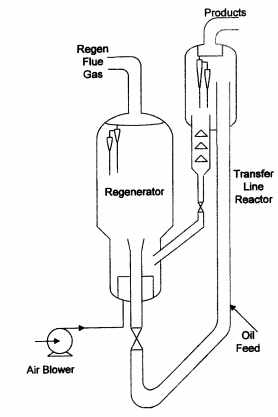 Products
Regen
Flue
Gas
Regenerator
Transfer
Line
Reactor
Oil
Feed
Air Blower